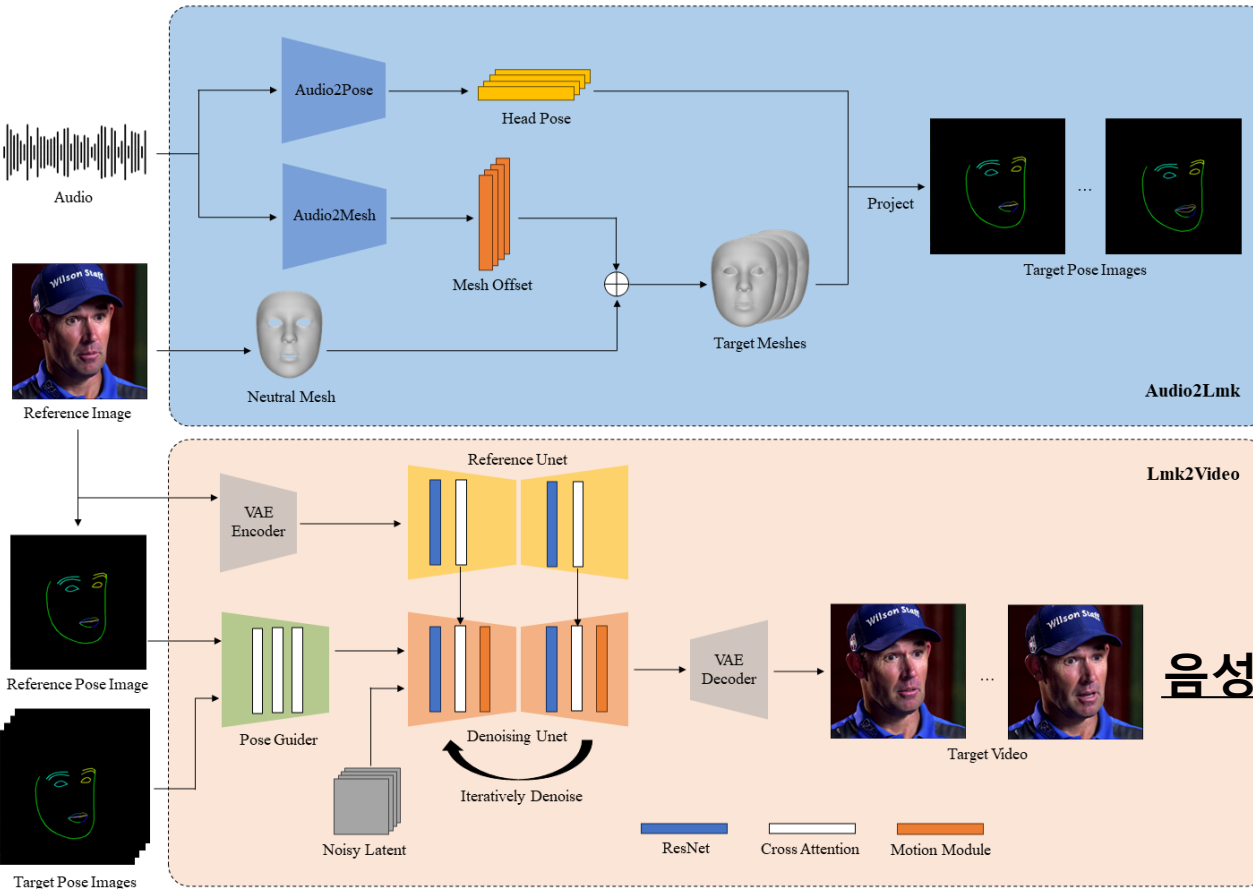 Audio2Pose
Head Pose
Audio
Audio2Mesh
Project
...
Mesh Offset
Target Pose Images
Wilson Staff
Target Meshes
Neutral Mesh
Audio2Lmk
Reference Image
Reference Unet
Lmk2Video
VAE
Encoder
Wilson Staff
Wilson Staff
VAE
Decoder
...
음성
Reference Pose Image
Pose Guider
Denoising Unet
Target Video
Iteratively Denoise
Noisy Latent
ResNet
Cross Attention
Motion Module
Target Pose Images